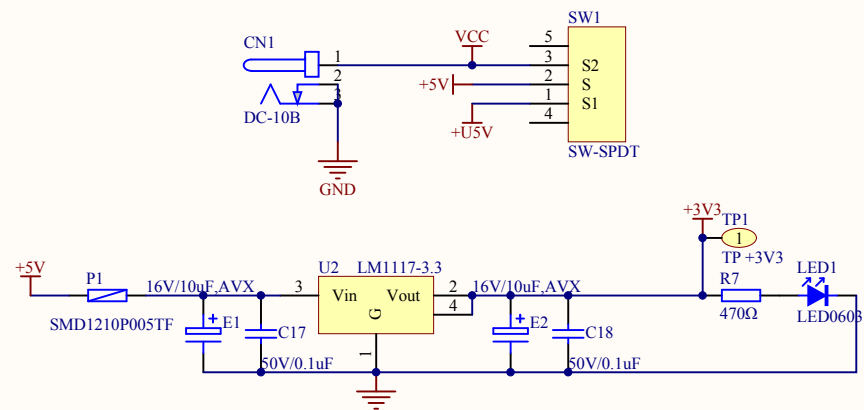 SW1
CN1
VCC
5
1
3
S2
2
+5V
2
S
3
1
S1
DC-10B
+U5V
4
GND
SW-SPDT
+3V3
TP1
1
TP +3V3
+5V
P1
U2
LM1117-3.3
R7
LED1
16V/10uF,AVX
3
Vin
Vout
2
16V/10uF,AVX
4
SMD1210P005TF
E1
C17
G
E2
C18
470Ω
LED0603
1
50V/0.1uF
50V/0.1uF